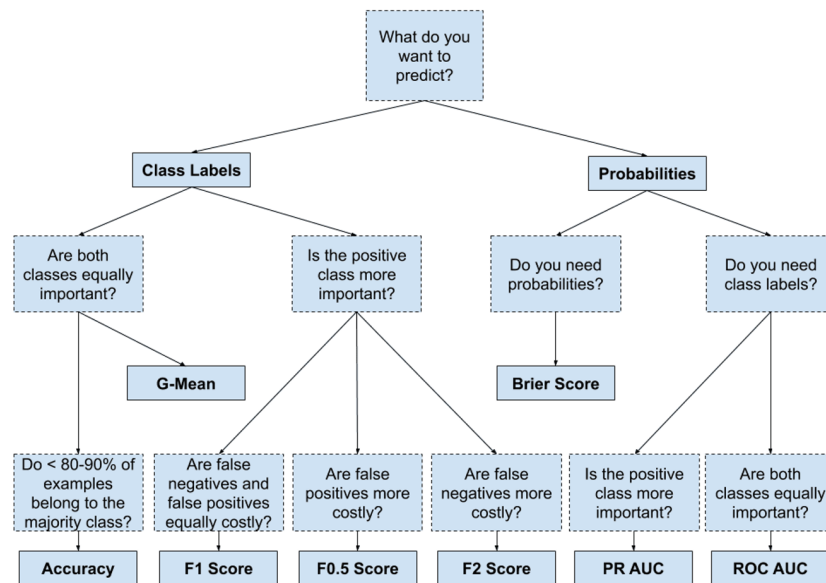 What do you
want to
predict?
Class Labels
Probabilities
Are both
classes equally
important?
Is the positive
class more
important?
Do you need
probabilities?
Do you need
class labels?
G-Mean
Brier Score
Do < 80-90% of
examples
belong to the
majority class?
Are false
negatives and
false positives
equally costly?
Are false
positives more
costly?
Are false
negatives more
costly?
Is the positive
class more
important?
Are both
classes equally
important?
Accuracy
F1 Score
F0.5 Score
F2 Score
PR AUC
ROC AUC